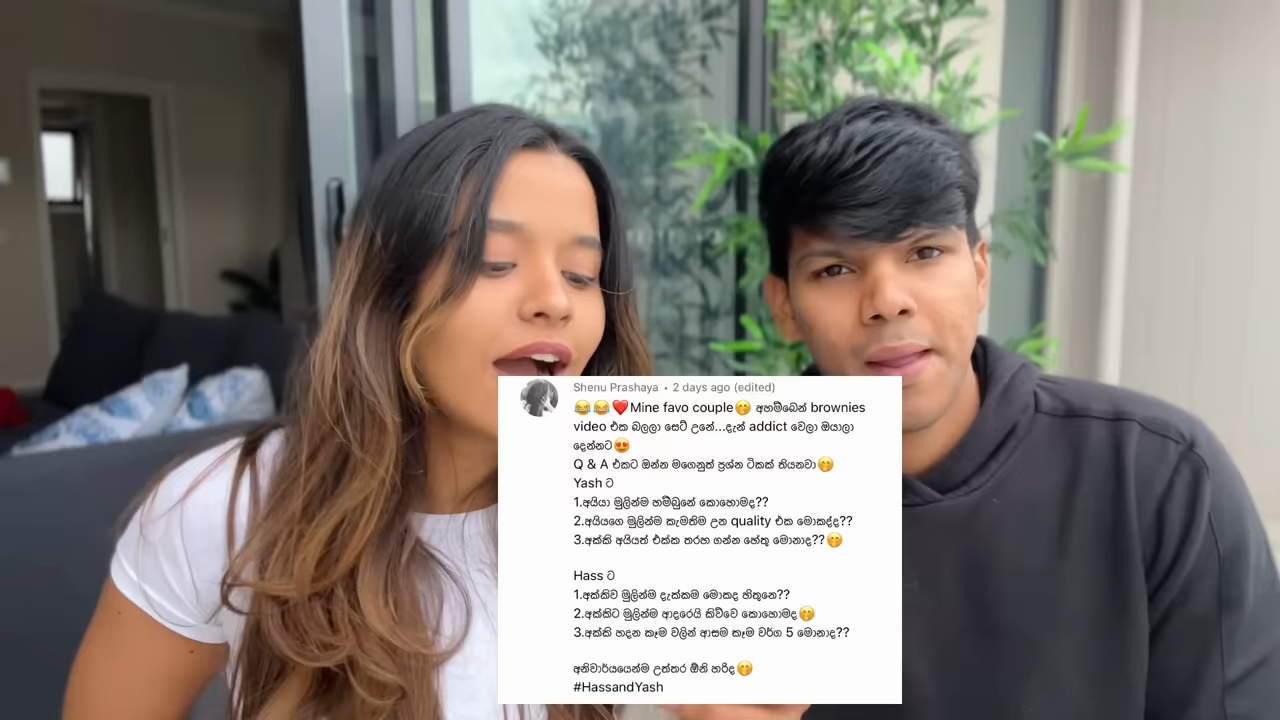 Shenu Prashaya • 2 days ago (edited)
😂😂❤️Mine favo couple🤭 අහම්බෙන් brownies
video එක බලලා සෙට් උනේ...දැන් addict වෙලා ඔයාලා
දෙන්නට😍
Q & A එකට ඔන්න මගෙනුත් ප්‍රශ්න ටිකක් තියනවා🤭
Yash ට
1.අයියා මුලින්ම හම්බුනේ කොහොමද??
2.අයියගෙ මුලින්ම කැමතිම උන quality එක මොකද්ද??
3.අක්කි අයියත් එක්ක තරහ ගන්න හේතු මොනාද??🤭
Hass ට
1.අක්කිව මුලින්ම දැක්කම මොකද හිතුනෙ??
2.අක්කිට මුලින්ම ආදරෙයි කිව්වෙ කොහොමද🤭
3.අක්කි හදන කෑම වලින් ආසම කෑම වර්ග 5 මොනාද??
අනිවාර්යයෙන්ම උත්තර ඕනි හරිද🤭
#HassandYash